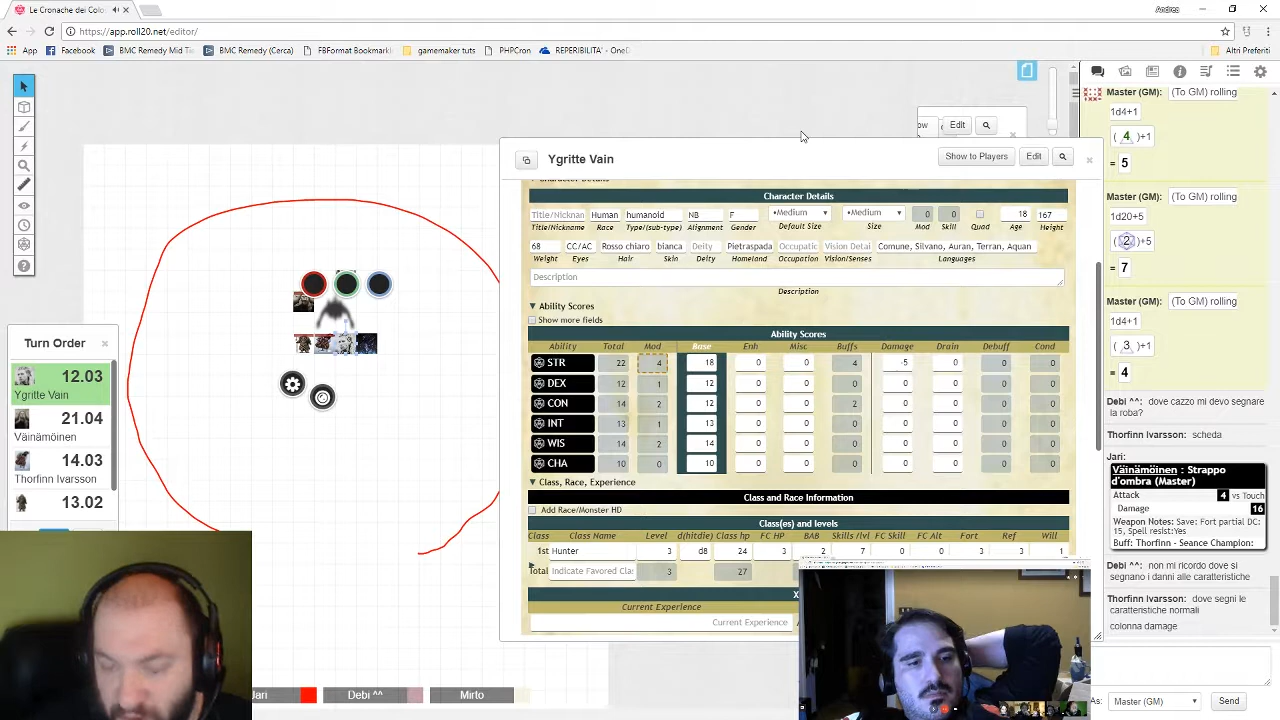 Le Cronache dei Colo
Andrea
https://app.roll20.net/editor/
App Facebook BMC Remedy Mid Tie BMC Remedy (Cerca) FBFormat Bookmark gamemaker tuts PHPCron REPERIBILITA' - OneD Altri Preferiti
ow Edit
Ygritte Vain
Show to Players Edit
Character Details
Character Details
Title/Nicknan Human humanoid NB F •Medium •Medium 0 0 18 167
Title/Nickname Race Type/(sub-type) Alignment Gender Default Size Size Mod Skill Quad Age Height
68 CC/AC Rosso chiaro bianca Deity Pietraspada Occupatic Vision Detai Comune, Silvano, Auran, Terran, Aquan
Weight Eyes Hair Skin Deity Homeland Occupation Vision/Senses Languages
Description
Description
Ability Scores
Show more fields
Ability Scores
Ability Total Mod Base Enh Misc Buffs Damage Drain Debuff Cond
STR 22 4 18 0 0 4 -5 0 0 0
DEX 12 1 12 0 0 0 0 0 0 0
CON 14 2 12 0 0 2 0 0 0 0
INT 13 1 13 0 0 0 0 0 0 0
WIS 14 2 14 0 0 0 0 0 0 0
CHA 10 0 10 0 0 0 0 0 0 0
Class, Race, Experience
Class and Race Information
Add Race/Monster HD
Class(es) and levels
Class Class Name Level d(hitdie) Class hp FC HP BAB Skills /lvl FC Skill FC Alt Fort Ref Will
1st Hunter 3 d8 24 3 2 7 0 0 3 3 1
Total Indicate Favored Cla: 3 27
X
Current Experience
Current Experience
Turn Order
12.03
Ygritte Vain
21.04
Väinämöinen
14.03
Thorfinn Ivarsson
13.02
Jari
Debi ^^
Mirto
Master (GM): (To GM) rolling
1d4+1
( 4 )+1
= 5
Master (GM): (To GM) rolling
1d20+5
( 2 )+5
= 7
Master (GM): (To GM) rolling
1d4+1
( 3 )+1
= 4
Debi ^^: dove cazzo mi devo segnare
la roba?
Thorfinn Ivarsson: scheda
Jari:
Väinämöinen : Strappo
d'ombra (Master)
Attack 4 vs Touch
Damage 16
Weapon Notes: Save: Fort partial DC:
15, Spell resist:Yes
Buff: Thorfinn - Seance Champion:
Debi ^^: non mi ricordo dove si
segnano i danni alle caratteristiche
Thorfinn Ivarsson: dove segni le
caratteristiche normali
colonna damage
As: Master (GM) Send